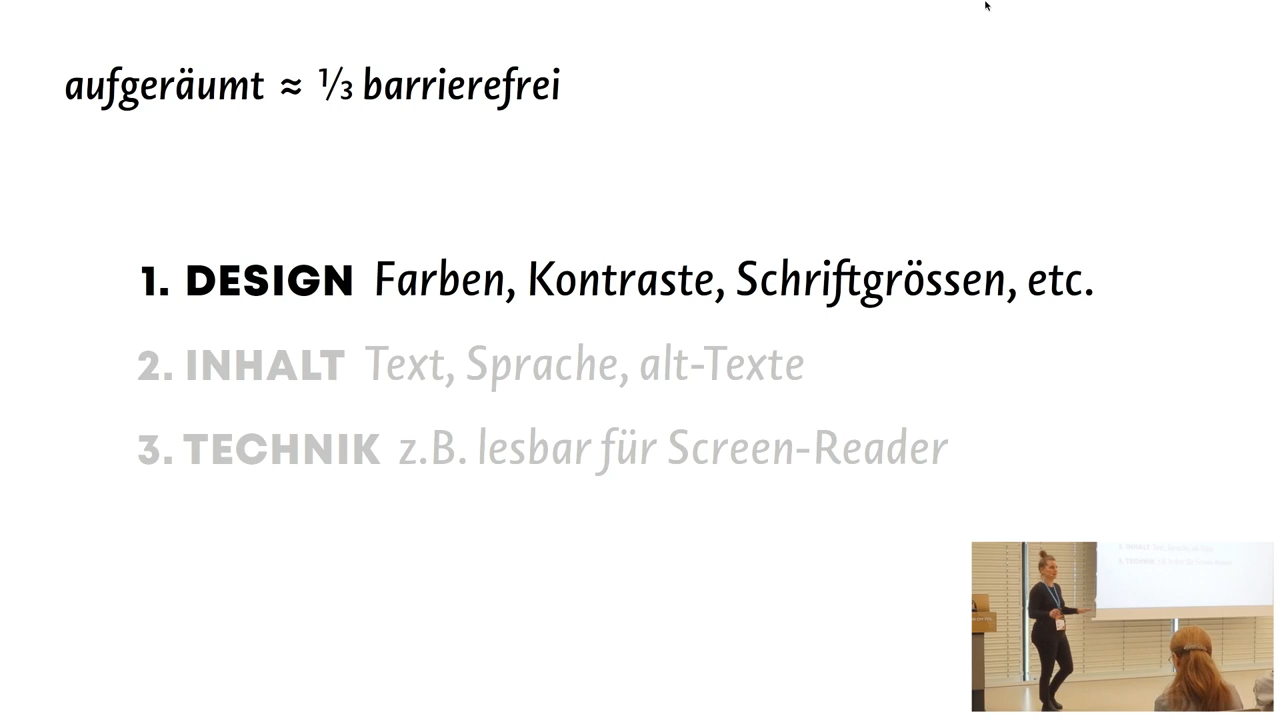 aufgeräumt ≈ ⅓ barrierefrei
1. DESIGN Farben, Kontraste, Schriftgrössen, etc.
2. INHALT Text, Sprache, alt-Texte
3. TECHNIK z.B. lesbar für Screen-Reader